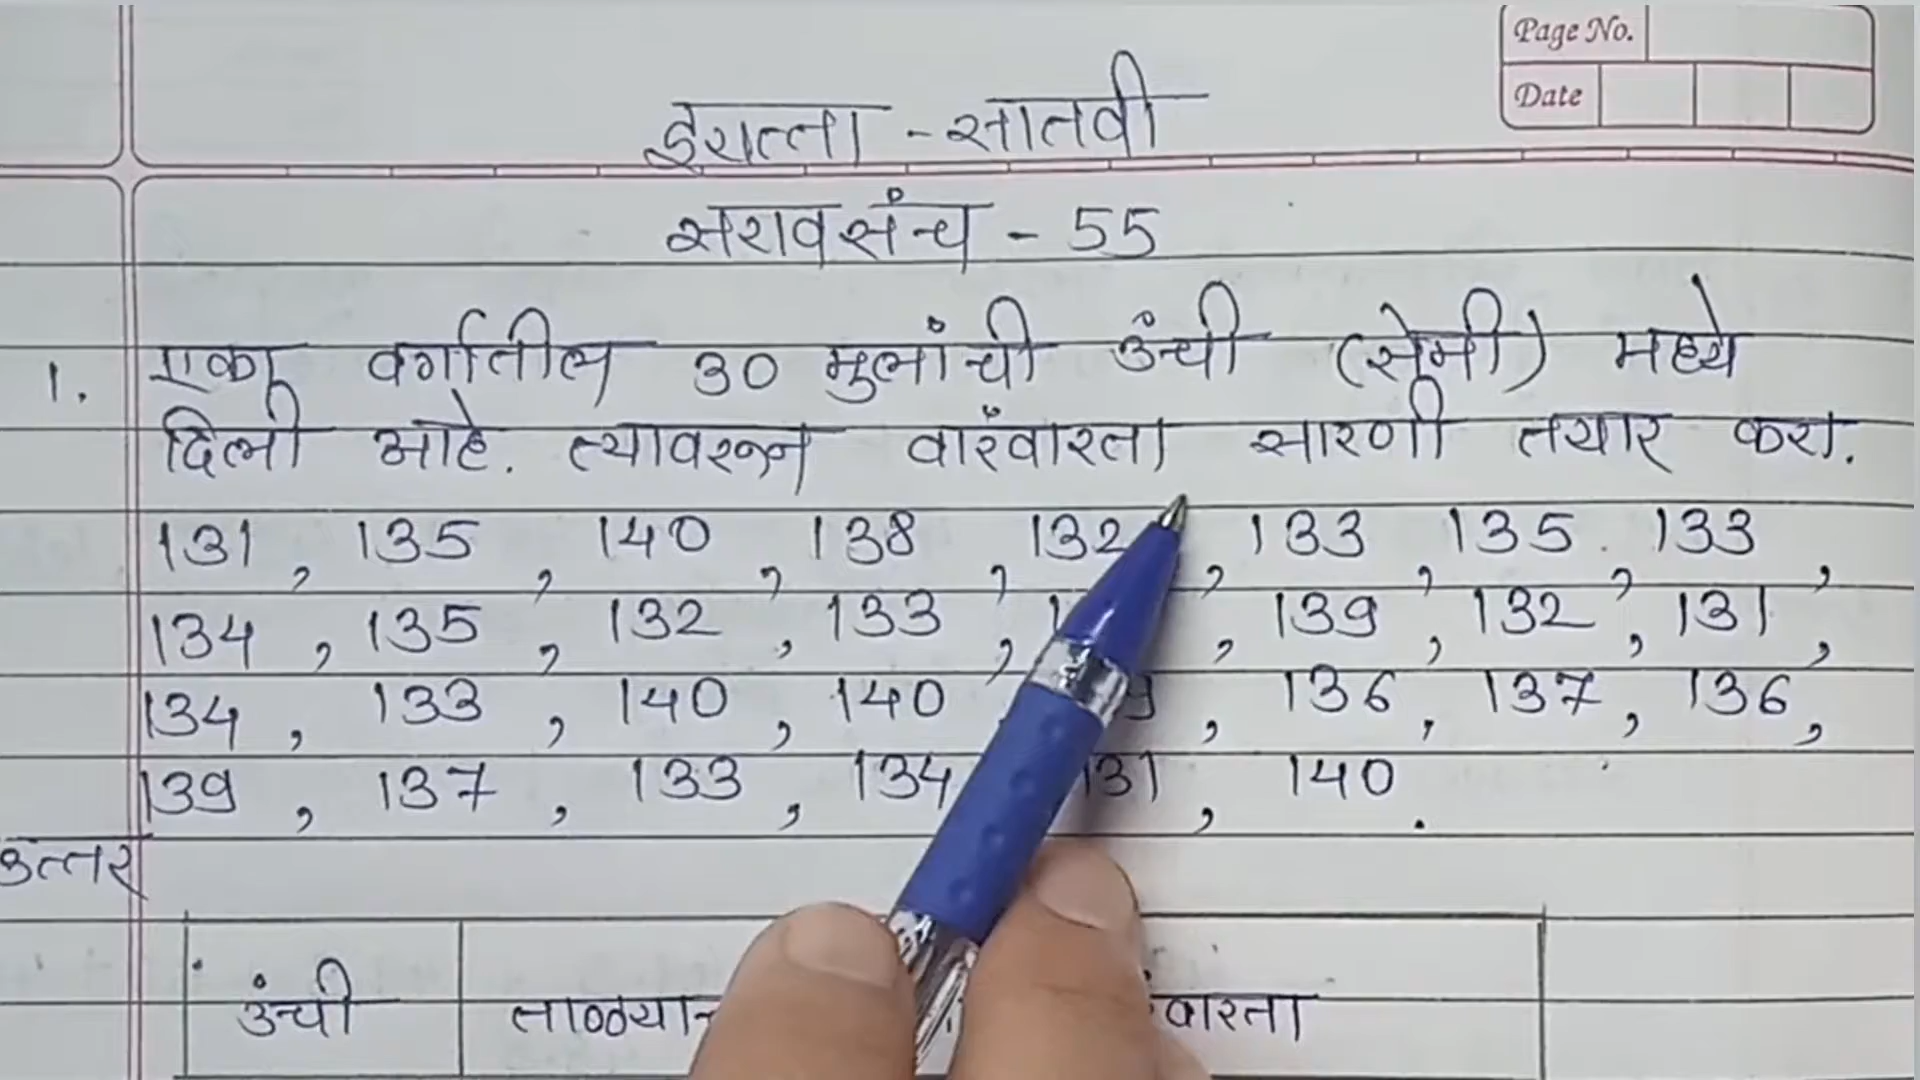 Page No.
Date
इयत्ता - सातवी
सरावसंच - 55
1. एका वर्गातील 30 मुलांची उंची (सेमी) मध्ये
दिली आहे. त्यावरून वारंवारता सारणी तयार करा.
131, 135, 140, 138, 132, 133, 135, 133,
134, 135, 132, 133, , 139, 132, 131,
134, 133, 140, 140, , 136, 137, 136,
139, 137, 133, 134 131, 140.
उत्तर
उंची